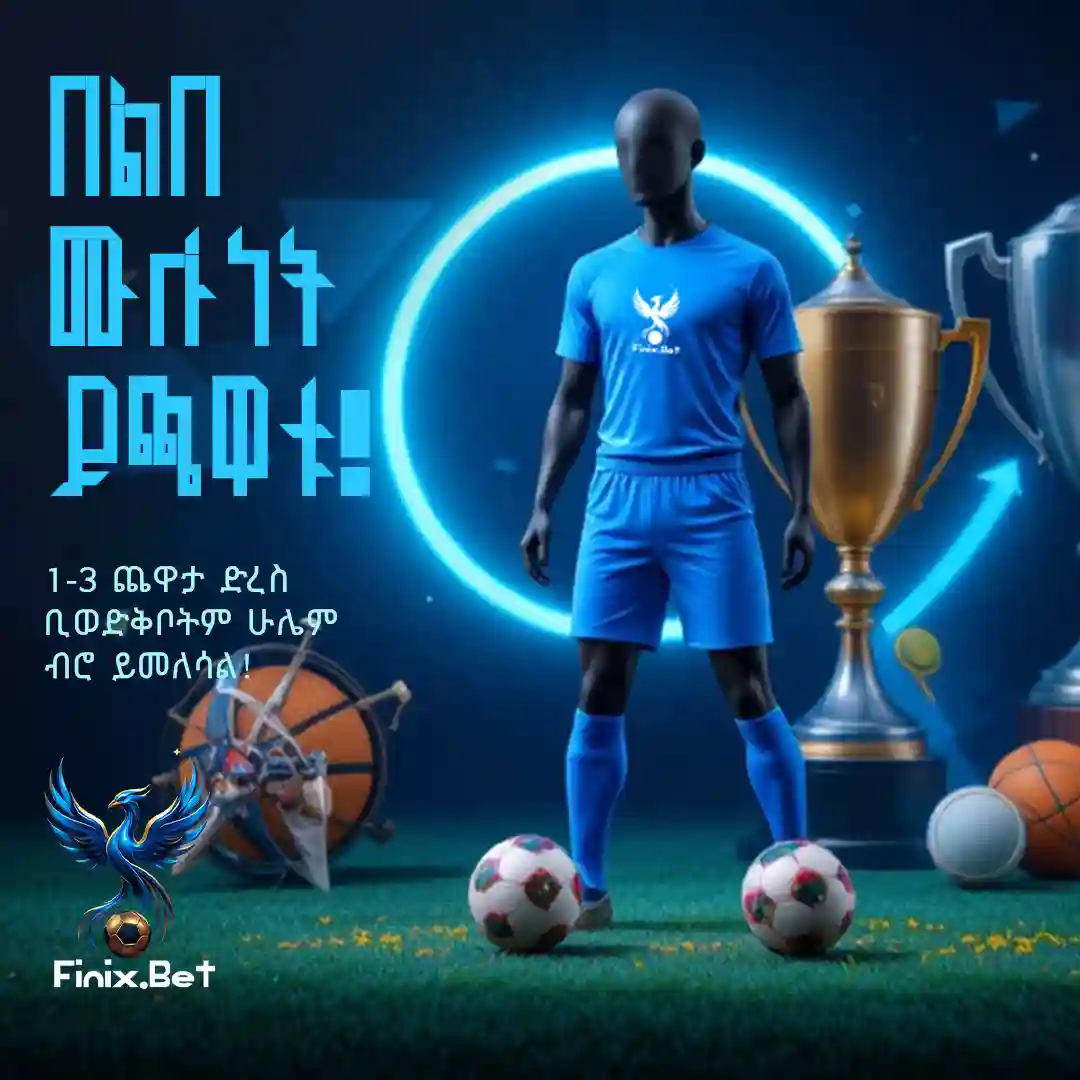 በልበ
ሙሉነት
ይጫወቱ!
1-3 ጨዋታ ድረስ
ቢወድቅቦትም ሁሌም
ብሮ ይመለሳል!
Finix.Bet
Finix.Bet